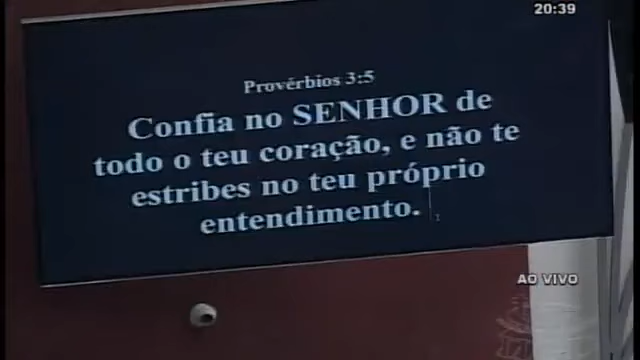 20:39
Provérbios 3:5
Confia no SENHOR de
todo o teu coração, e não te
estribes no teu próprio
entendimento.
AO VIVO